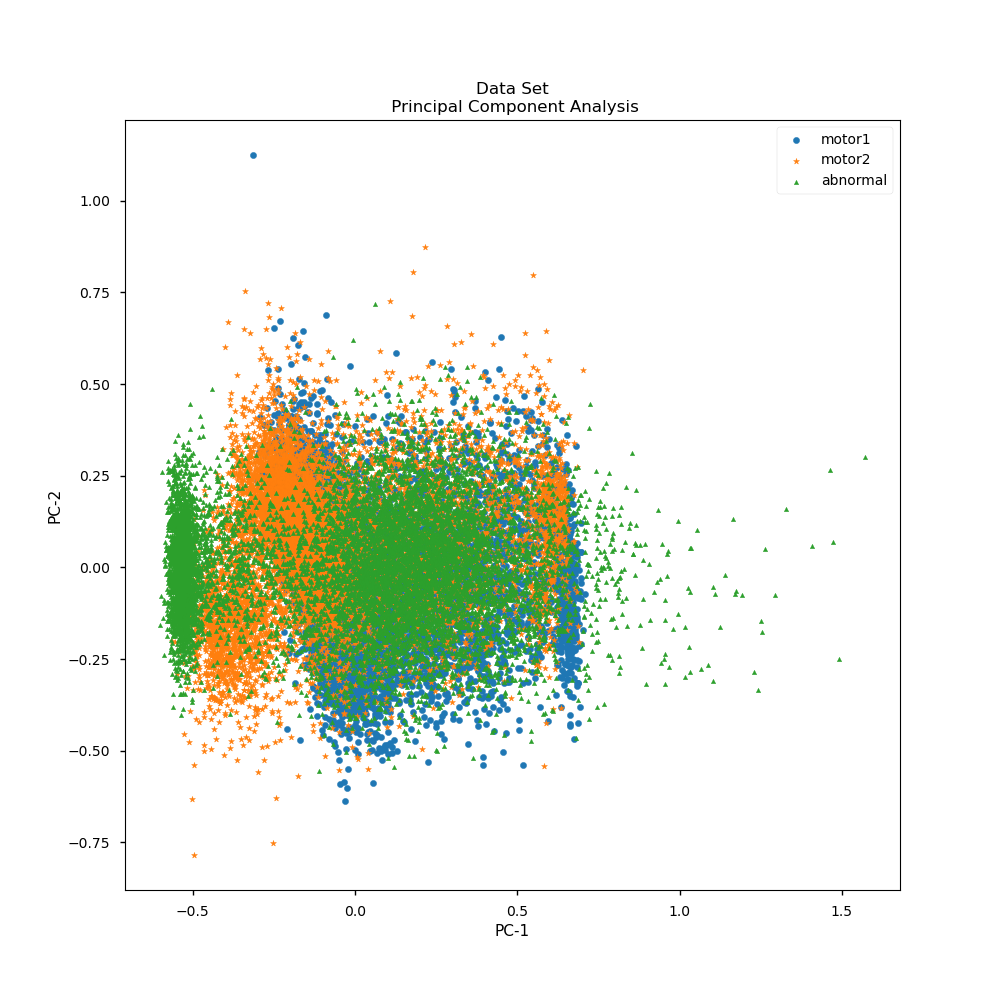 Data Set
Principal Component Analysis
motor1
motor2
abnormal
1.00
0.75
0.50
0.25
0.00
−0.25
−0.50
−0.75
PC-2
−0.5
0.0
0.5
1.0
1.5
PC-1